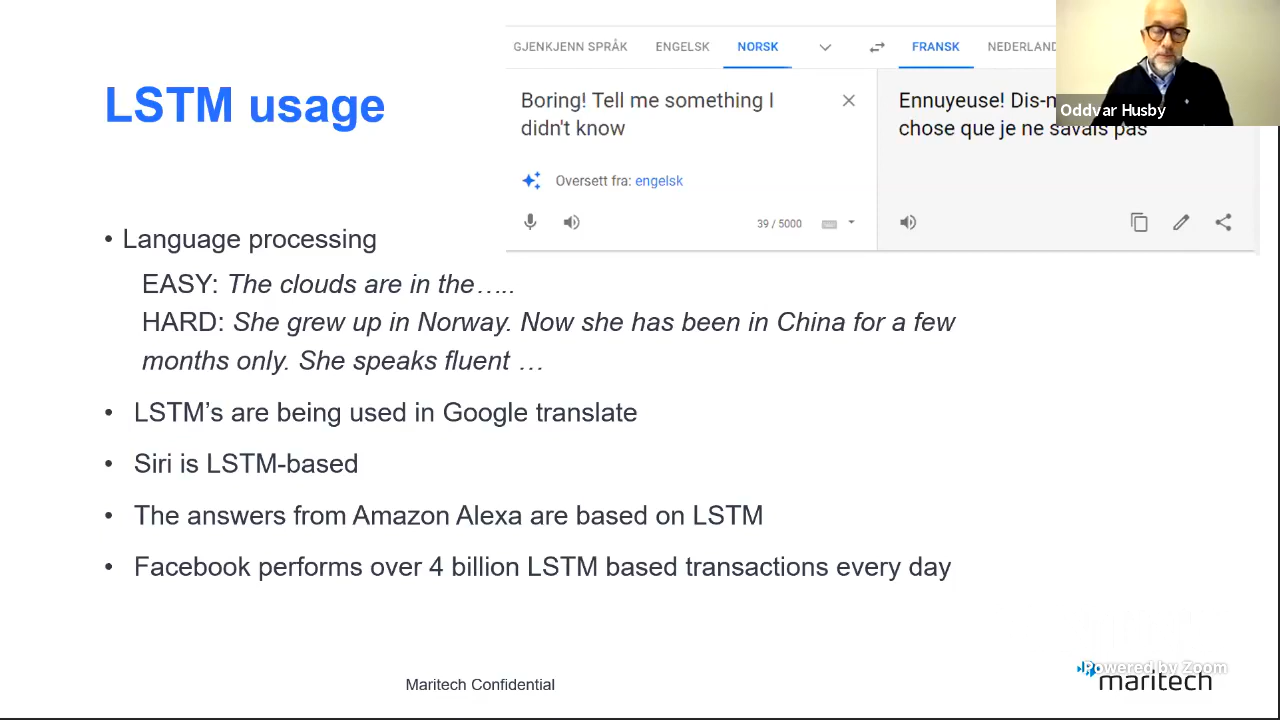 GJENKJENN SPRÅK ENGELSK NORSK FRANSK NEDERLAND
LSTM usage
Boring! Tell me something I
didn't know
Ennuyeuse! Dis-
chose que je ne savais pas
Oddvar Husby
Oversett fra: engelsk
39 / 5000
• Language processing
EASY: The clouds are in the…..
HARD: She grew up in Norway. Now she has been in China for a few
months only. She speaks fluent …
• LSTM’s are being used in Google translate
• Siri is LSTM-based
• The answers from Amazon Alexa are based on LSTM
• Facebook performs over 4 billion LSTM based transactions every day
Powered by Zoom
maritech
Maritech Confidential